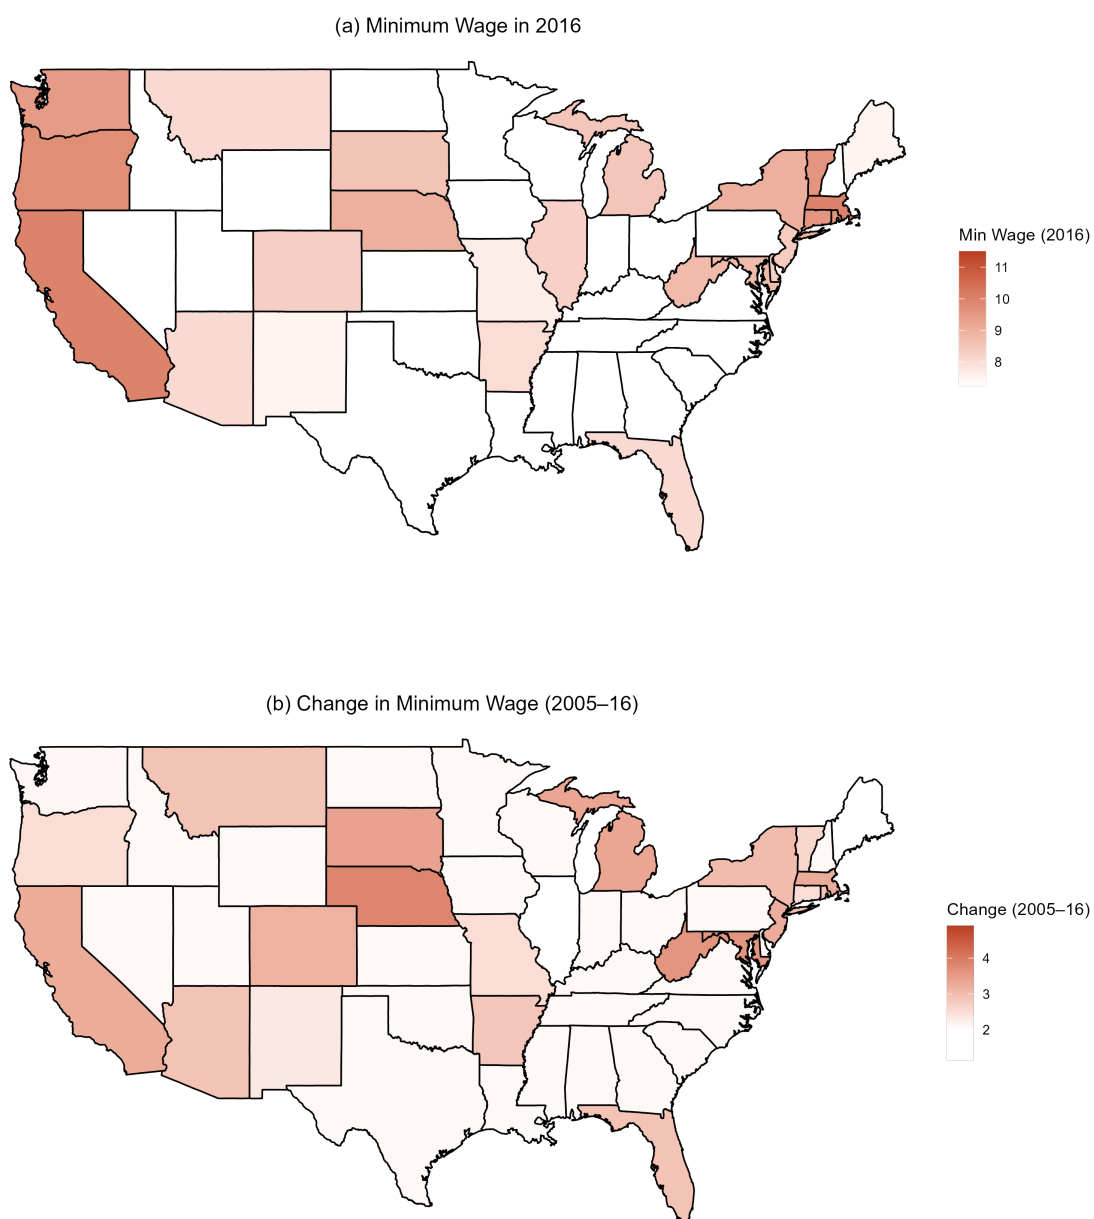 (a) Minimum Wage in 2016
Min Wage (2016)
11
10
9
8
(b) Change in Minimum Wage (2005–16)
Change (2005–16)
4
3
2